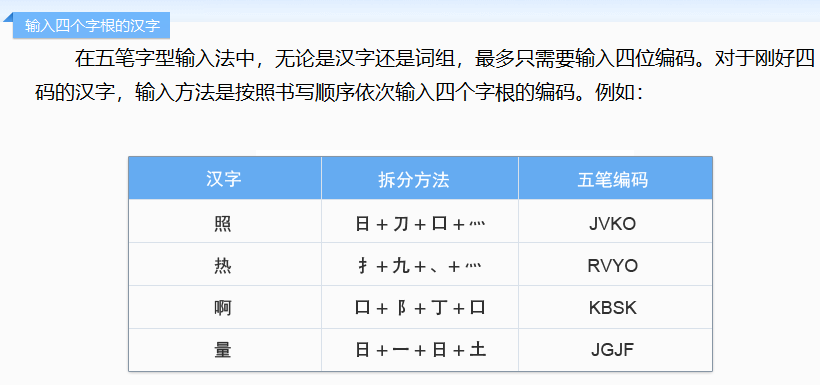 输入四个字根的汉字
在五笔字型输入法中，无论是汉字还是词组，最多只需要输入四位编码。对于刚好四
码的汉字，输入方法是按照书写顺序依次输入四个字根的编码。例如：
汉字 拆分方法 五笔编码
照 日＋刀＋口＋灬 JVKO
热 扌＋九＋、＋灬 RVYO
啊 口＋阝＋丁＋口 KBSK
量 日＋一＋日＋土 JGJF